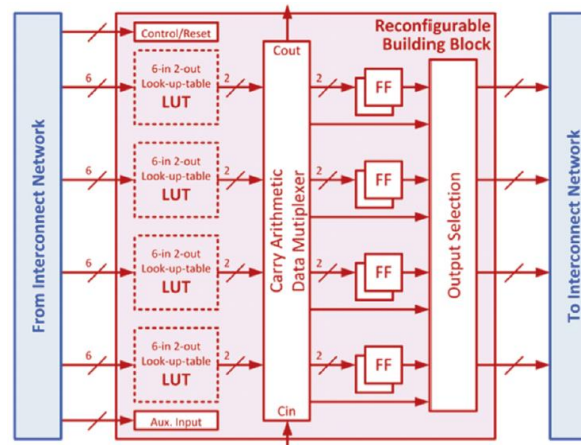 From Interconnect Network
Control/Reset
6
6-in 2-out
Look-up-table
LUT
2
6
6-in 2-out
Look-up-table
LUT
2
6
6-in 2-out
Look-up-table
LUT
2
6
6-in 2-out
Look-up-table
LUT
2
Aux. Input
Cout
Carry Arithmetic
Data Mutiplexer
Cin
Reconfigurable
Building Block
2
FF
2
FF
2
FF
2
FF
Output Selection
To Interconnect Network